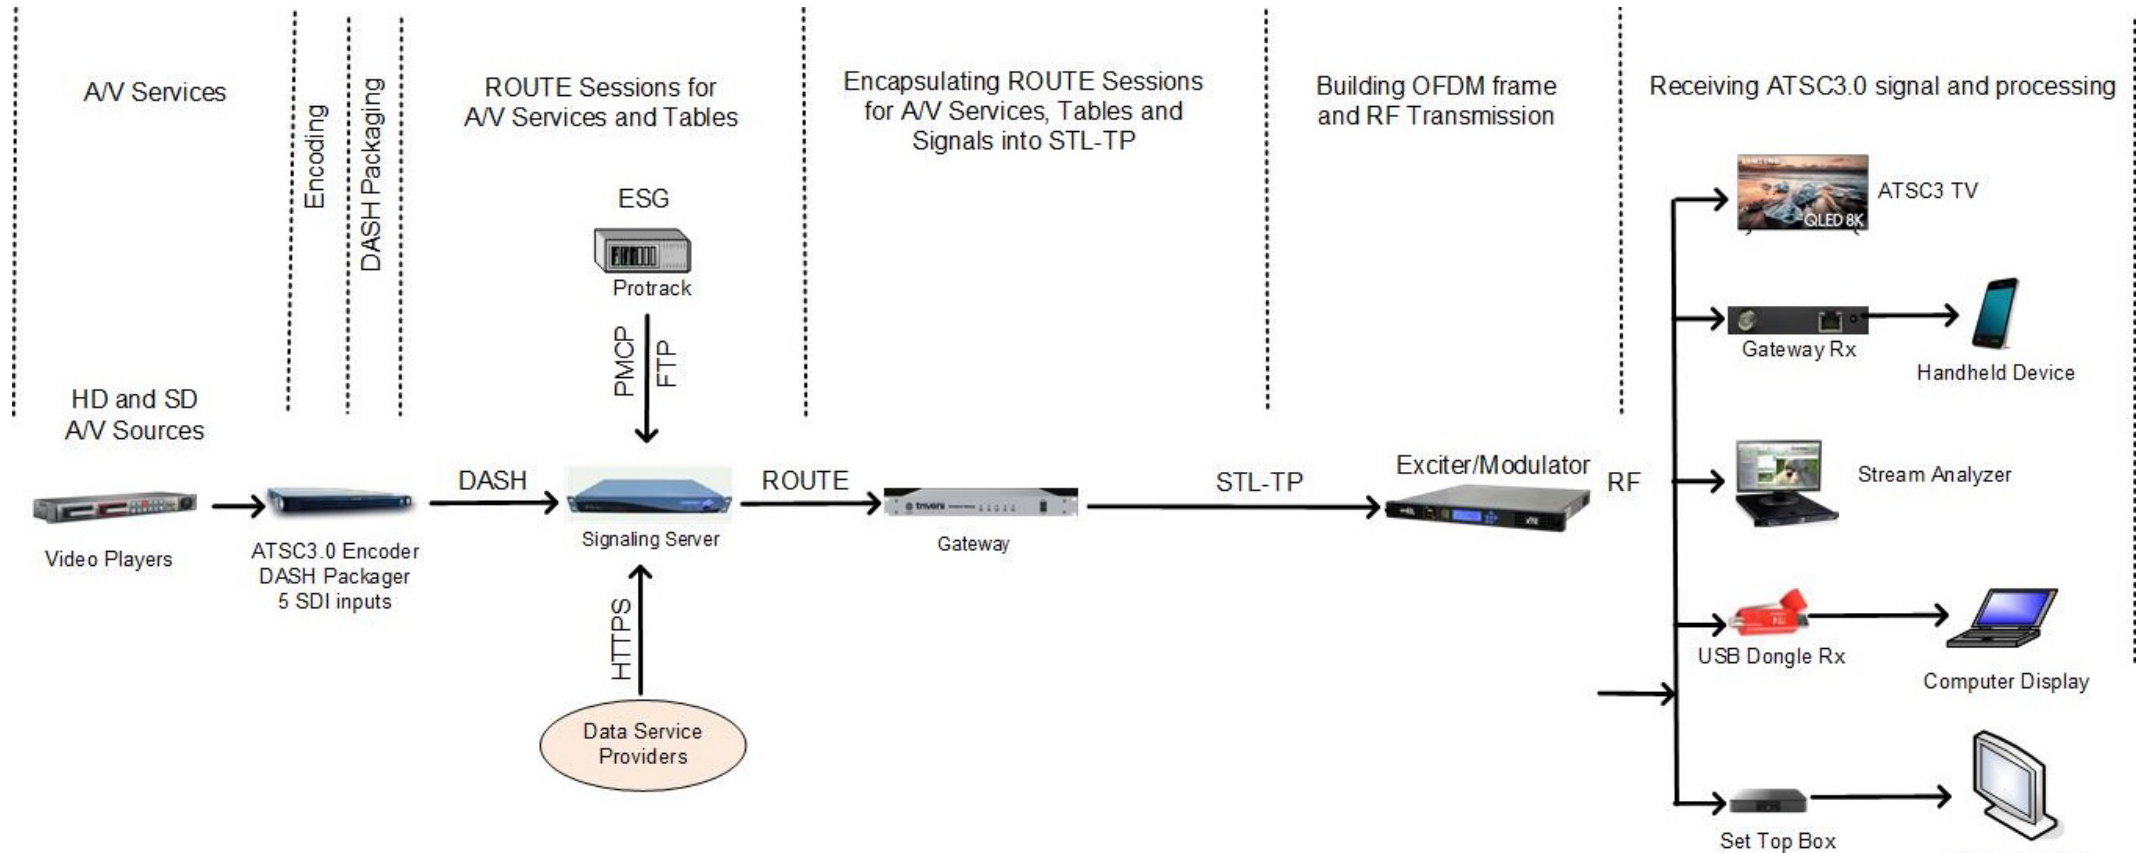 A/V Services
Encoding
DASH Packaging
ROUTE Sessions for
A/V Services and Tables
Encapsulating ROUTE Sessions
for A/V Services, Tables and
Signals into STL-TP
Building OFDM frame
and RF Transmission
Receiving ATSC3.0 signal and processing
ESG
Protrack
PMCP
FTP
HD and SD
A/V Sources
Video Players
ATSC3.0 Encoder
DASH Packager
5 SDI inputs
DASH
Signaling Server
HTTPS
Data Service
Providers
ROUTE
Gateway
STL-TP
Exciter/Modulator
RF
SAMSUNG
QLED 8K
ATSC3 TV
Gateway Rx
Handheld Device
Stream Analyzer
USB Dongle Rx
Computer Display
Set Top Box